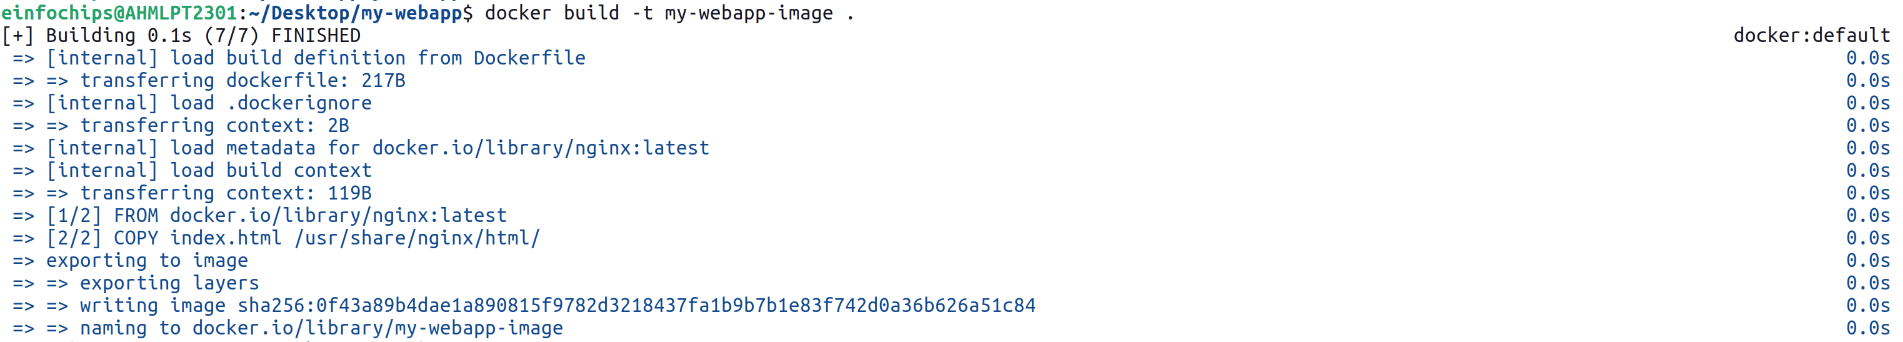 einfochips@AHMLPT2301:~/Desktop/my-webapp$ docker build -t my-webapp-image .
[+] Building 0.1s (7/7) FINISHED docker:default
=> [internal] load build definition from Dockerfile 0.0s
=> => transferring dockerfile: 217B 0.0s
=> [internal] load .dockerignore 0.0s
=> => transferring context: 2B 0.0s
=> [internal] load metadata for docker.io/library/nginx:latest 0.0s
=> [internal] load build context 0.0s
=> => transferring context: 119B 0.0s
=> [1/2] FROM docker.io/library/nginx:latest 0.0s
=> [2/2] COPY index.html /usr/share/nginx/html/ 0.0s
=> exporting to image 0.0s
=> => exporting layers 0.0s
=> => writing image sha256:0f43a89b4dae1a890815f9782d3218437fa1b9b7b1e83f742d0a36b626a51c84 0.0s
=> => naming to docker.io/library/my-webapp-image 0.0s